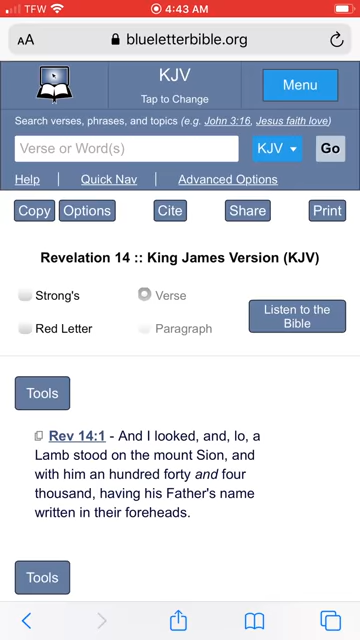 TFW 4:43 AM
AA blueletterbible.org
KJV
Tap to Change
Menu
Search verses, phrases, and topics (e.g. John 3:16, Jesus faith love)
Verse or Word(s) KJV Go
Help | Quick Nav | Advanced Options
Copy Options Cite Share Print
Revelation 14 :: King James Version (KJV)
Strong's Verse
Red Letter Paragraph
Listen to the
Bible
Tools
Rev 14:1 - And I looked, and, lo, a
Lamb stood on the mount Sion, and
with him an hundred forty and four
thousand, having his Father's name
written in their foreheads.
Tools